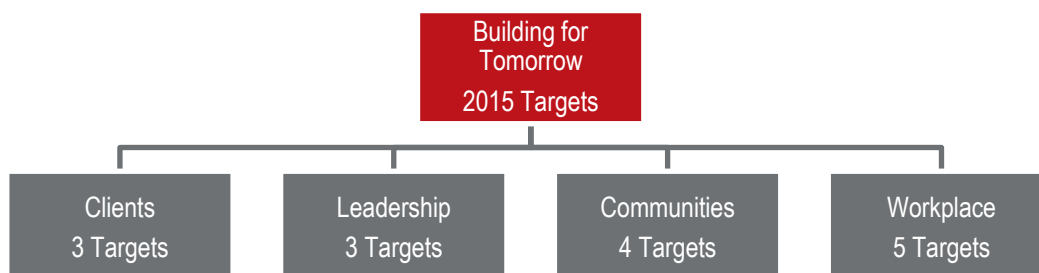 Building for
Tomorrow
2015 Targets
Clients
3 Targets
Leadership
3 Targets
Communities
4 Targets
Workplace
5 Targets